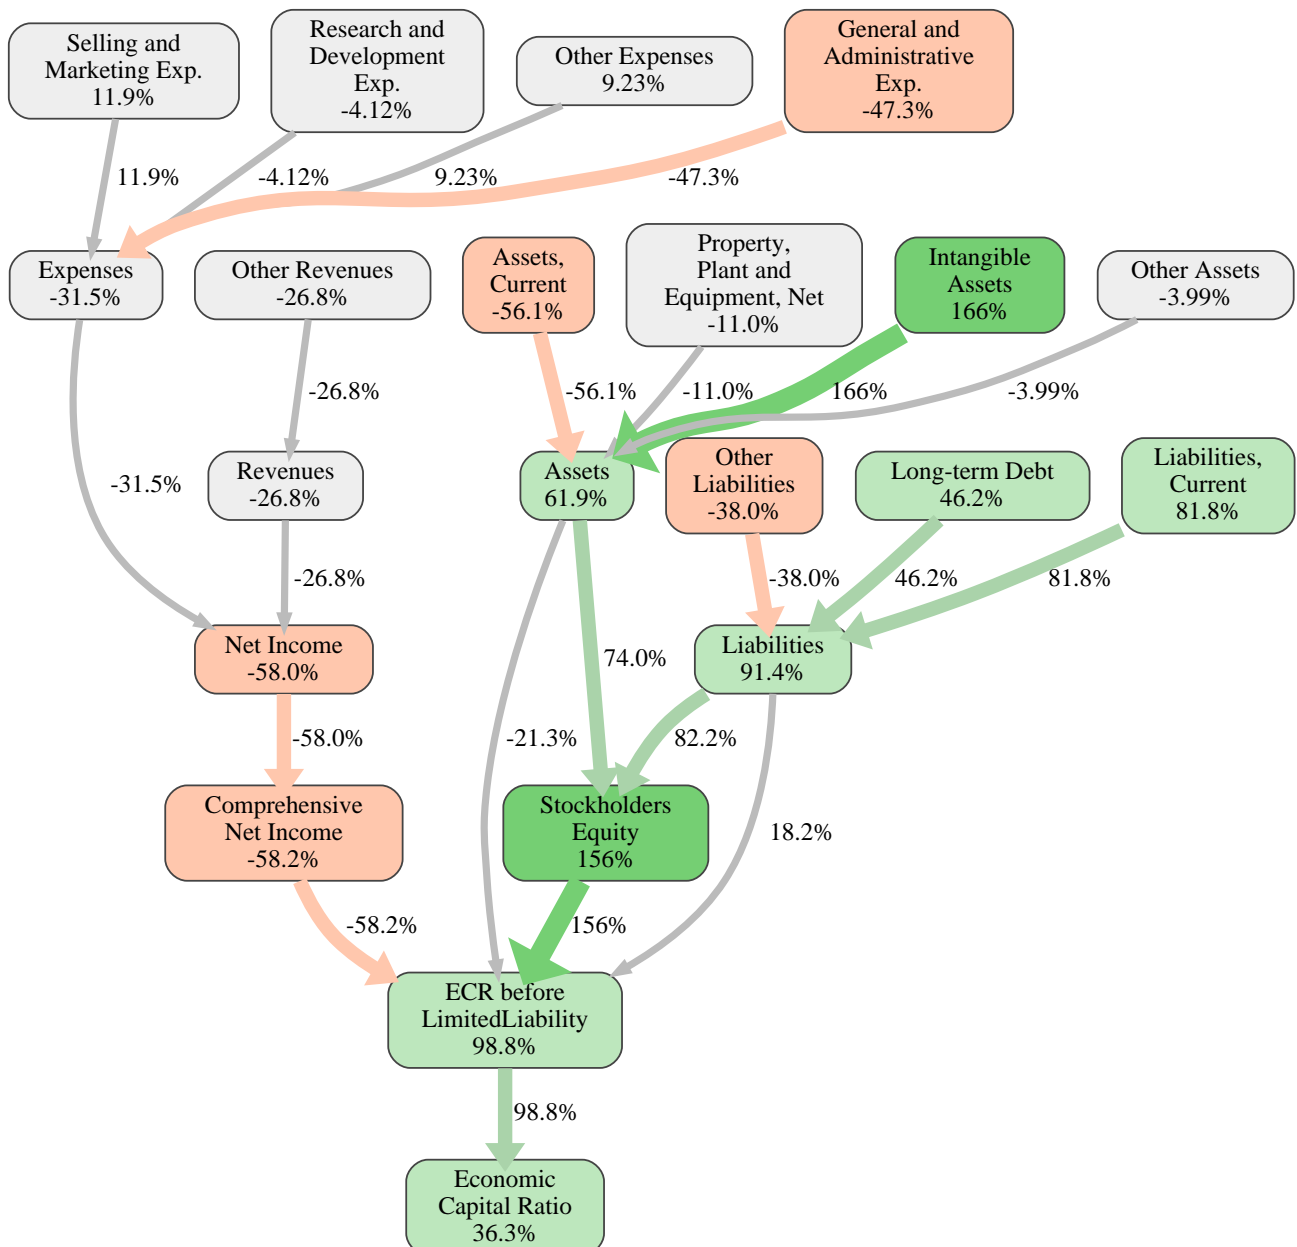 Selling and
Marketing Exp.
11.9%
Research and
Development
Exp.
-4.12%
Other Expenses
9.23%
General and
Administrative
Exp.
-47.3%
11.9%
-4.12%
9.23%
-47.3%
Expenses
-31.5%
Other Revenues
-26.8%
Assets,
Current
-56.1%
Property,
Plant and
Equipment, Net
-11.0%
Intangible
Assets
166%
Other Assets
-3.99%
-26.8%
-56.1%
-11.0%
166%
-3.99%
-31.5%
Revenues
-26.8%
Assets
61.9%
Other
Liabilities
-38.0%
Long-term Debt
46.2%
Liabilities,
Current
81.8%
-26.8%
-38.0%
46.2%
81.8%
Net Income
-58.0%
74.0%
Liabilities
91.4%
-58.0%
-21.3%
82.2%
Comprehensive
Net Income
-58.2%
Stockholders
Equity
156%
18.2%
-58.2%
156%
ECR before
LimitedLiability
98.8%
98.8%
Economic
Capital Ratio
36.3%